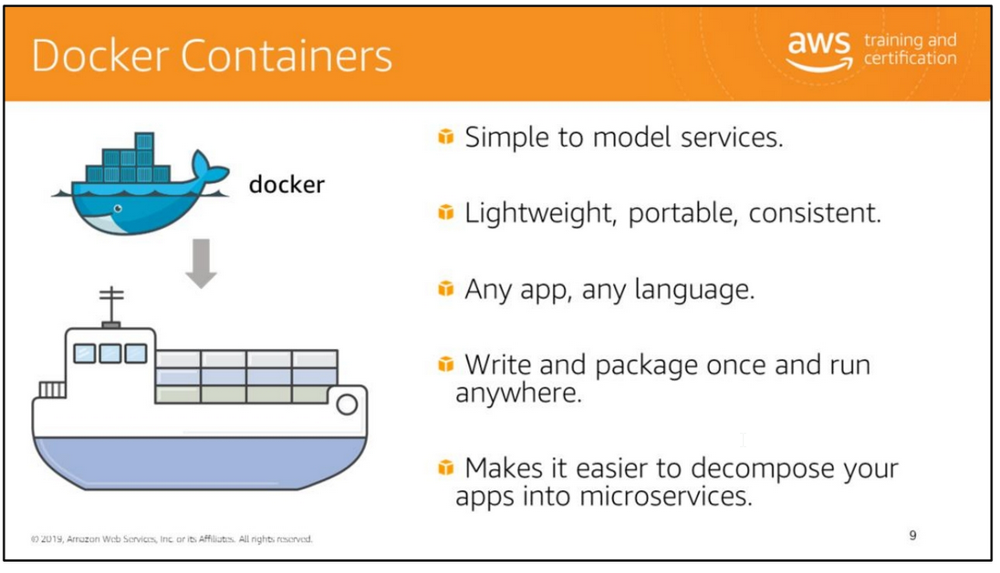 Docker Containers
aws training and
certification
docker
Simple to model services.
Lightweight, portable, consistent.
Any app, any language.
Write and package once and run
anywhere.
Makes it easier to decompose your
apps into microservices.
© 2019, Amazon Web Services, Inc. or its Affiliates. All rights reserved.
9